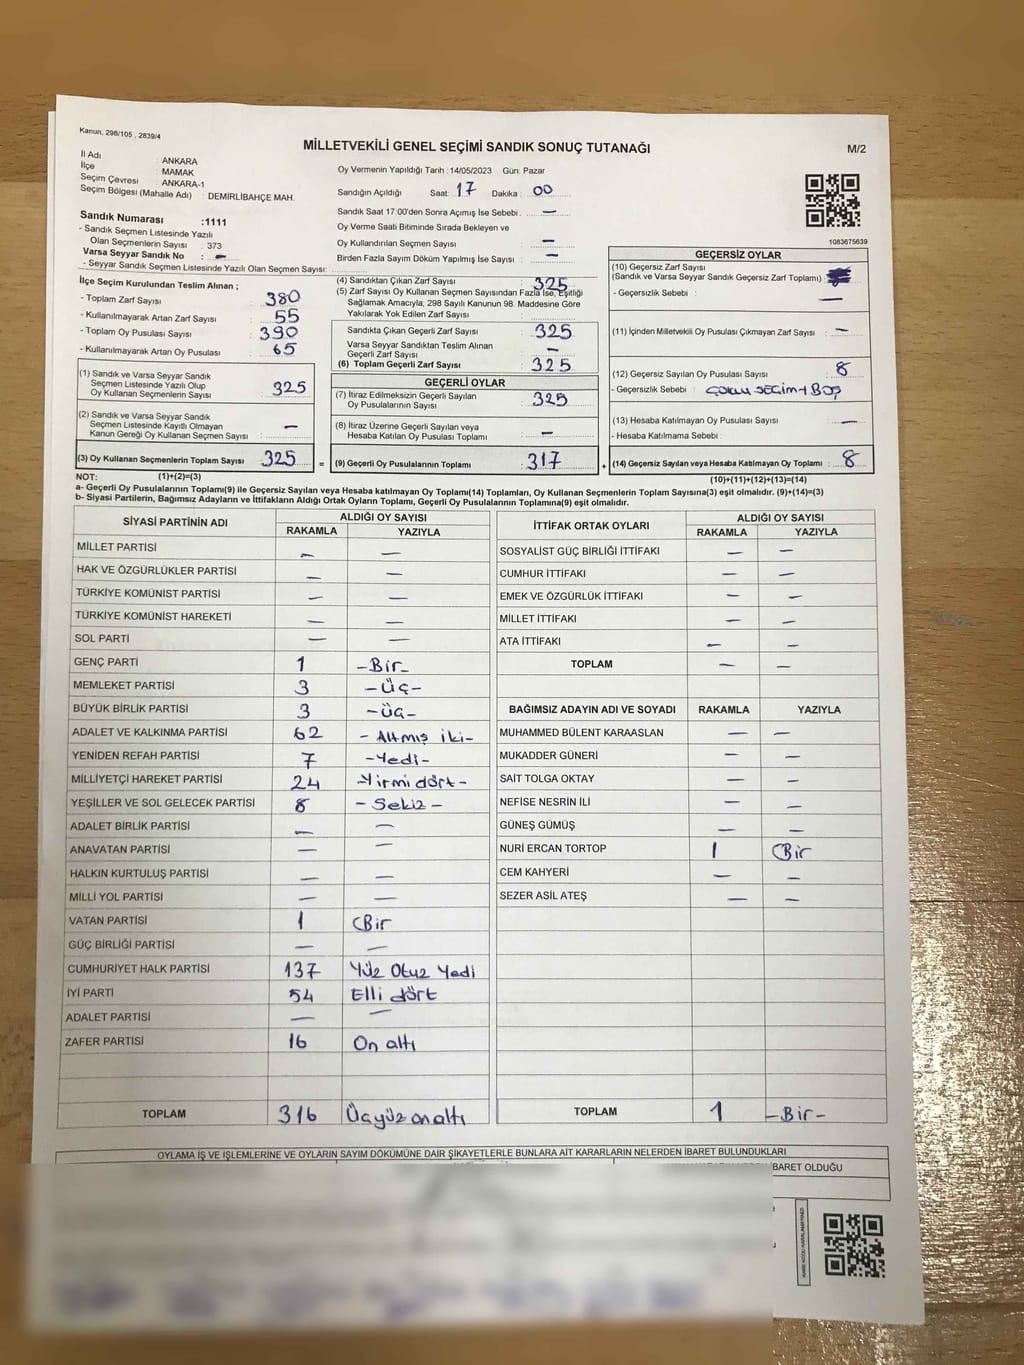 Kanun, 298/105 , 2839/4
MİLLETVEKİLİ GENEL SEÇİMİ SANDIK SONUÇ TUTANAĞI
M/2
İl Adı : ANKARA
İlçe : MAMAK
Seçim Çevresi : ANKARA-1
Seçim Bölgesi (Mahalle Adı) : DEMİRLİBAHÇE MAH.
Oy Vermenin Yapıldığı Tarih :14/05/2023 Gün: Pazar
Sandığın Açıldığı Saat: 17 Dakika : 00
Sandık Saat 17:00'den Sonra Açımış İse Sebebi : —
Oy Verme Saati Bitiminde Sırada Bekleyen ve
Oy Kullandırılan Seçmen Sayısı : —
Birden Fazla Sayım Döküm Yapılmış İse Sayısı : —
1083675639
Sandık Numarası :1111
- Sandık Seçmen Listesinde Yazılı
Olan Seçmenlerin Sayısı : 373
Varsa Seyyar Sandık No : —
- Seyyar Sandık Seçmen Listesinde Yazılı Olan Seçmen Sayısı:
İlçe Seçim Kurulundan Teslim Alınan ;
- Toplam Zarf Sayısı : 380
- Kullanılmayarak Artan Zarf Sayısı : 55
- Toplam Oy Pusulası Sayısı : 390
- Kullanılmayarak Artan Oy Pusulası : 65
(1) Sandık ve Varsa Seyyar Sandık
Seçmen Listesinde Yazılı Olup
Oy Kullanan Seçmenlerin Sayısı : 325
(2) Sandık ve Varsa Seyyar Sandık
Seçmen Listesinde Kayıtlı Olmayan
Kanun Gereği Oy Kullanan Seçmen Sayısı : —
(3) Oy Kullanan Seçmenlerin Toplam Sayısı : 325 =
(4) Sandıktan Çıkan Zarf Sayısı : 325
(5) Zarf Sayısı Oy Kullanan Seçmen Sayısından Fazla İse, Eşitliği
Sağlamak Amacıyla, 298 Sayılı Kanunun 98. Maddesine Göre
Yakılarak Yok Edilen Zarf Sayısı :
Sandıkta Çıkan Geçerli Zarf Sayısı : 325
Varsa Seyyar Sandıktan Teslim Alınan
Geçerli Zarf Sayısı : —
(6) Toplam Geçerli Zarf Sayısı : 325
GEÇERLİ OYLAR
(7) İtiraz Edilmeksizin Geçerli Sayılan
Oy Pusulalarının Sayısı : 325
(8) İtiraz Üzerine Geçerli Sayılan veya
Hesaba Katılan Oy Pusulası Toplamı : —
(9) Geçerli Oy Pusulalarının Toplamı : 317 +
GEÇERSİZ OYLAR
(10) Geçersiz Zarf Sayısı
(Sandık ve Varsa Seyyar Sandık Geçersiz Zarf Toplamı) :
- Geçersizlik Sebebi : —
(11) İçinden Milletvekili Oy Pusulası Çıkmayan Zarf Sayısı : —
(12) Geçersiz Sayılan Oy Pusulası Sayısı : 8
- Geçersizlik Sebebi : ÇOKLU SEÇİM + BOŞ
(13) Hesaba Katılmayan Oy Pusulası Sayısı : —
- Hesaba Katılmama Sebebi :
(14) Geçersiz Sayılan veya Hesaba Katılmayan Oy Toplamı : 8
NOT: (1)+(2)=(3) (10)+(11)+(12)+(13)=(14)
a- Geçerli Oy Pusulalarının Toplamı(9) ile Geçersiz Sayılan veya Hesaba katılmayan Oy Toplamı(14) Toplamları, Oy Kullanan Seçmenlerin Toplam Sayısına(3) eşit olmalıdır. (9)+(14)=(3)
b- Siyasi Partilerin, Bağımsız Adayların ve İttifakların Aldığı Ortak Oyların Toplamı, Geçerli Oy Pusulalarının Toplamına(9) eşit olmalıdır.
SİYASİ PARTİNİN ADI ALDIĞI OY SAYISI
RAKAMLA YAZIYLA
MİLLET PARTİSİ — —
HAK VE ÖZGÜRLÜKLER PARTİSİ — —
TÜRKİYE KOMÜNİST PARTİSİ — —
TÜRKİYE KOMÜNİST HAREKETİ — —
SOL PARTİ — —
GENÇ PARTİ 1 -Bir-
MEMLEKET PARTİSİ 3 -Üç-
BÜYÜK BİRLİK PARTİSİ 3 -Üç-
ADALET VE KALKINMA PARTİSİ 62 -Altmış iki-
YENİDEN REFAH PARTİSİ 7 -Yedi-
MİLLİYETÇİ HAREKET PARTİSİ 24 -Yirmi dört-
YEŞİLLER VE SOL GELECEK PARTİSİ 8 -Sekiz-
ADALET BİRLİK PARTİSİ — —
ANAVATAN PARTİSİ — —
HALKIN KURTULUŞ PARTİSİ — —
MİLLİ YOL PARTİSİ — —
VATAN PARTİSİ 1 Bir
GÜÇ BİRLİĞİ PARTİSİ — —
CUMHURİYET HALK PARTİSİ 137 Yüz Otuz Yedi
İYİ PARTİ 54 Elli dört
ADALET PARTİSİ — —
ZAFER PARTİSİ 16 On altı
TOPLAM 316 Üçyüz onaltı
İTTİFAK ORTAK OYLARI ALDIĞI OY SAYISI
RAKAMLA YAZIYLA
SOSYALİST GÜÇ BİRLİĞİ İTTİFAKI — —
CUMHUR İTTİFAKI — —
EMEK VE ÖZGÜRLÜK İTTİFAKI — —
MİLLET İTTİFAKI — —
ATA İTTİFAKI — —
TOPLAM — —
BAĞIMSIZ ADAYIN ADI VE SOYADI RAKAMLA YAZIYLA
MUHAMMED BÜLENT KARAASLAN — —
MUKADDER GÜNERİ — —
SAİT TOLGA OKTAY — —
NEFİSE NESRİN İLİ — —
GÜNEŞ GÜMÜŞ — —
NURİ ERCAN TORTOP 1 Bir
CEM KAHYERİ — —
SEZER ASİL ATEŞ — —
TOPLAM 1 -Bir-
OYLAMA İŞ VE İŞLEMLERİNE VE OYLARIN SAYIM DÖKÜMÜNE DAİR ŞİKAYETLERLE BUNLARA AİT KARARLARIN NELERDEN İBARET BULUNDUKLARI
İBARET OLDUĞU